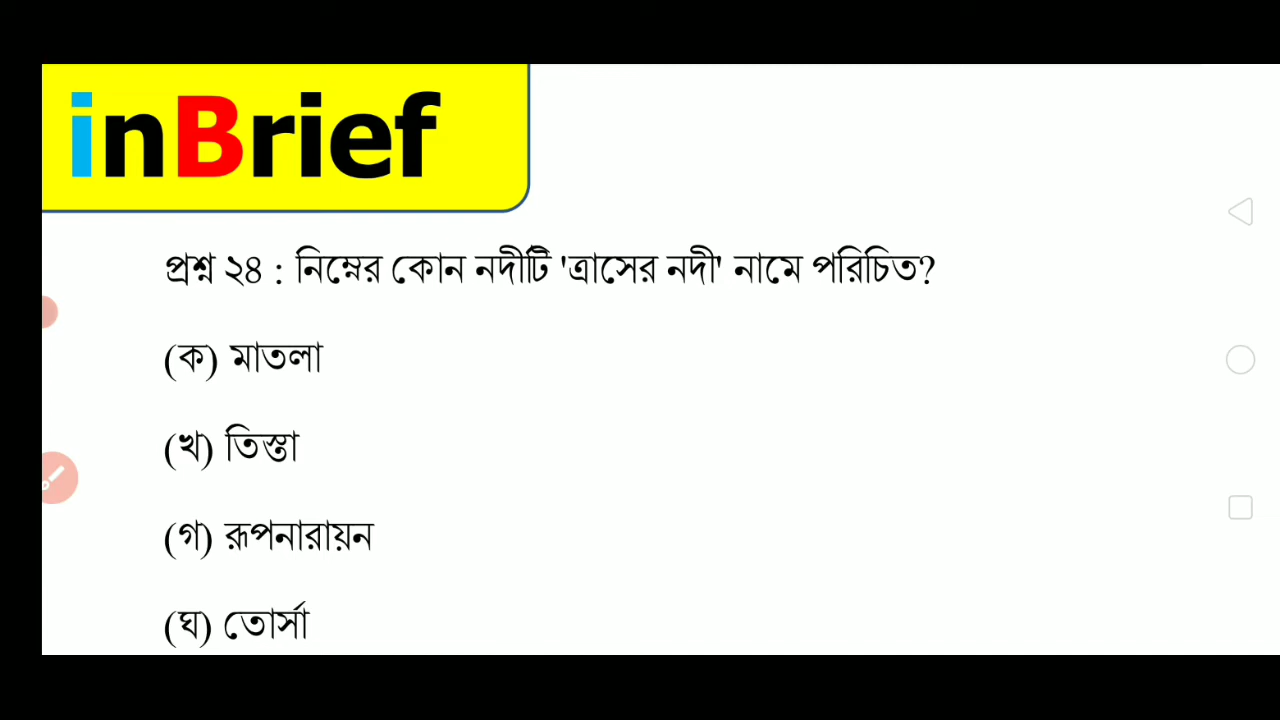 inBrief
প্রশ্ন ২৪ : নিম্নের কোন নদীটি 'ত্রাসের নদী' নামে পরিচিত?
(ক) মাতলা
(খ) তিস্তা
(গ) রূপনারায়ন
(ঘ) তোর্সা